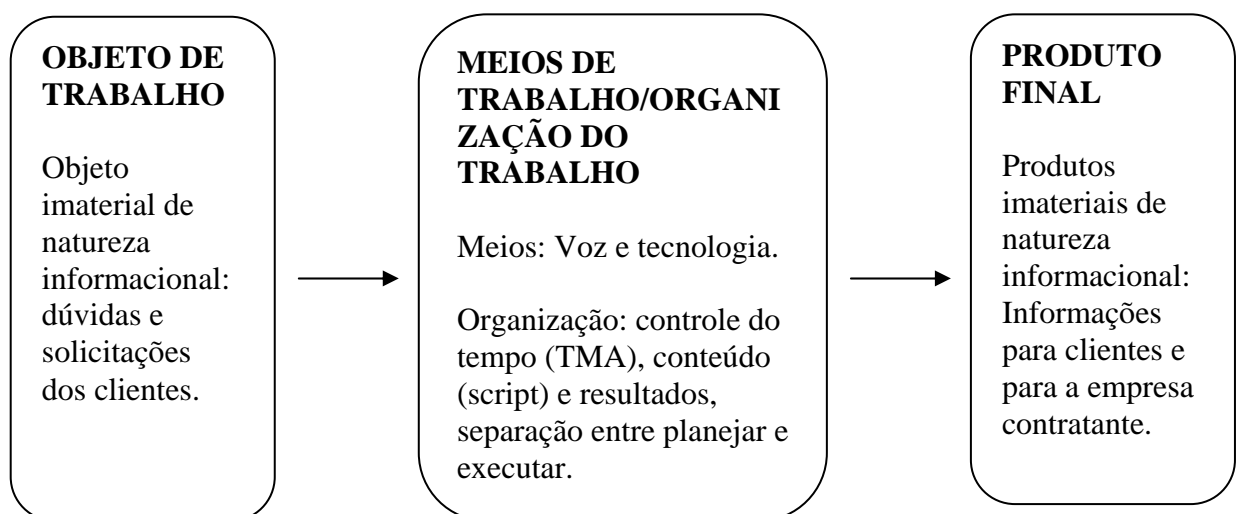 OBJETO DE
TRABALHO
Objeto
imaterial de
natureza
informacional:
dúvidas e
solicitações
dos clientes.
MEIOS DE
TRABALHO/ORGANI
ZAÇÃO DO
TRABALHO
Meios: Voz e tecnologia.
Organização: controle do
tempo (TMA), conteúdo
(script) e resultados,
separação entre planejar e
executar.
PRODUTO
FINAL
Produtos
imateriais de
natureza
informacional:
Informações
para clientes e
para a empresa
contratante.